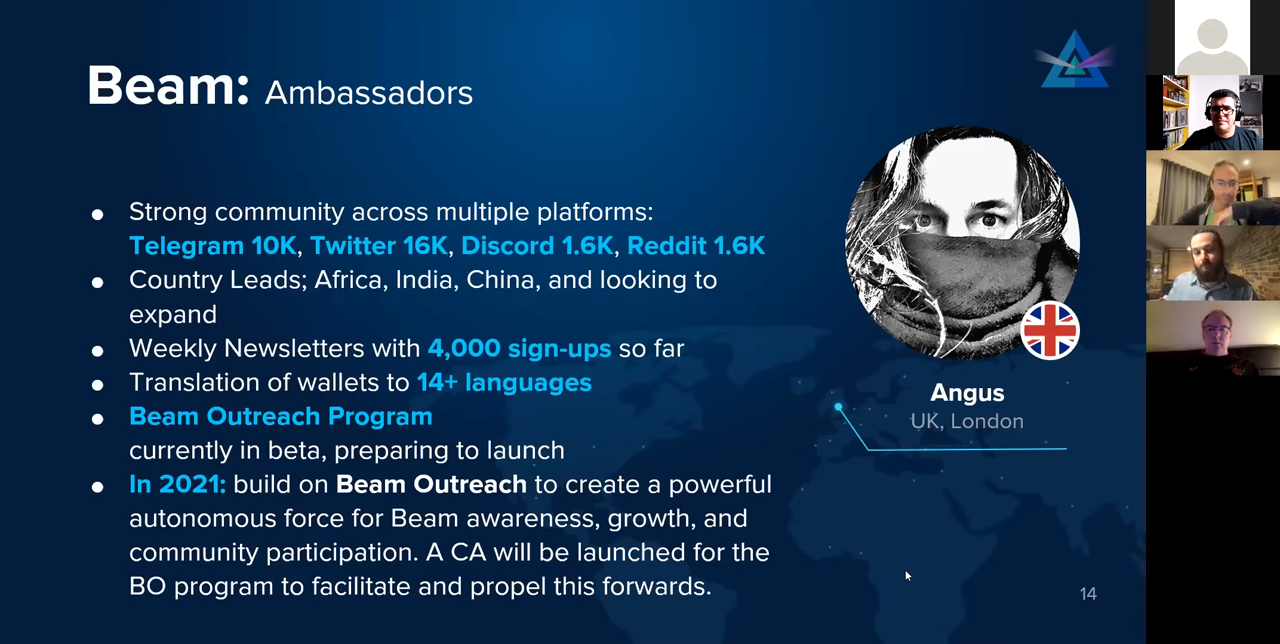 Beam: Ambassadors
● Strong community across multiple platforms:
Telegram 10K, Twitter 16K, Discord 1.6K, Reddit 1.6K
● Country Leads; Africa, India, China, and looking to
expand
● Weekly Newsletters with 4,000 sign-ups so far
● Translation of wallets to 14+ languages
● Beam Outreach Program
currently in beta, preparing to launch
● In 2021: build on Beam Outreach to create a powerful
autonomous force for Beam awareness, growth, and
community participation. A CA will be launched for the
BO program to facilitate and propel this forwards.
Angus
UK, London
14